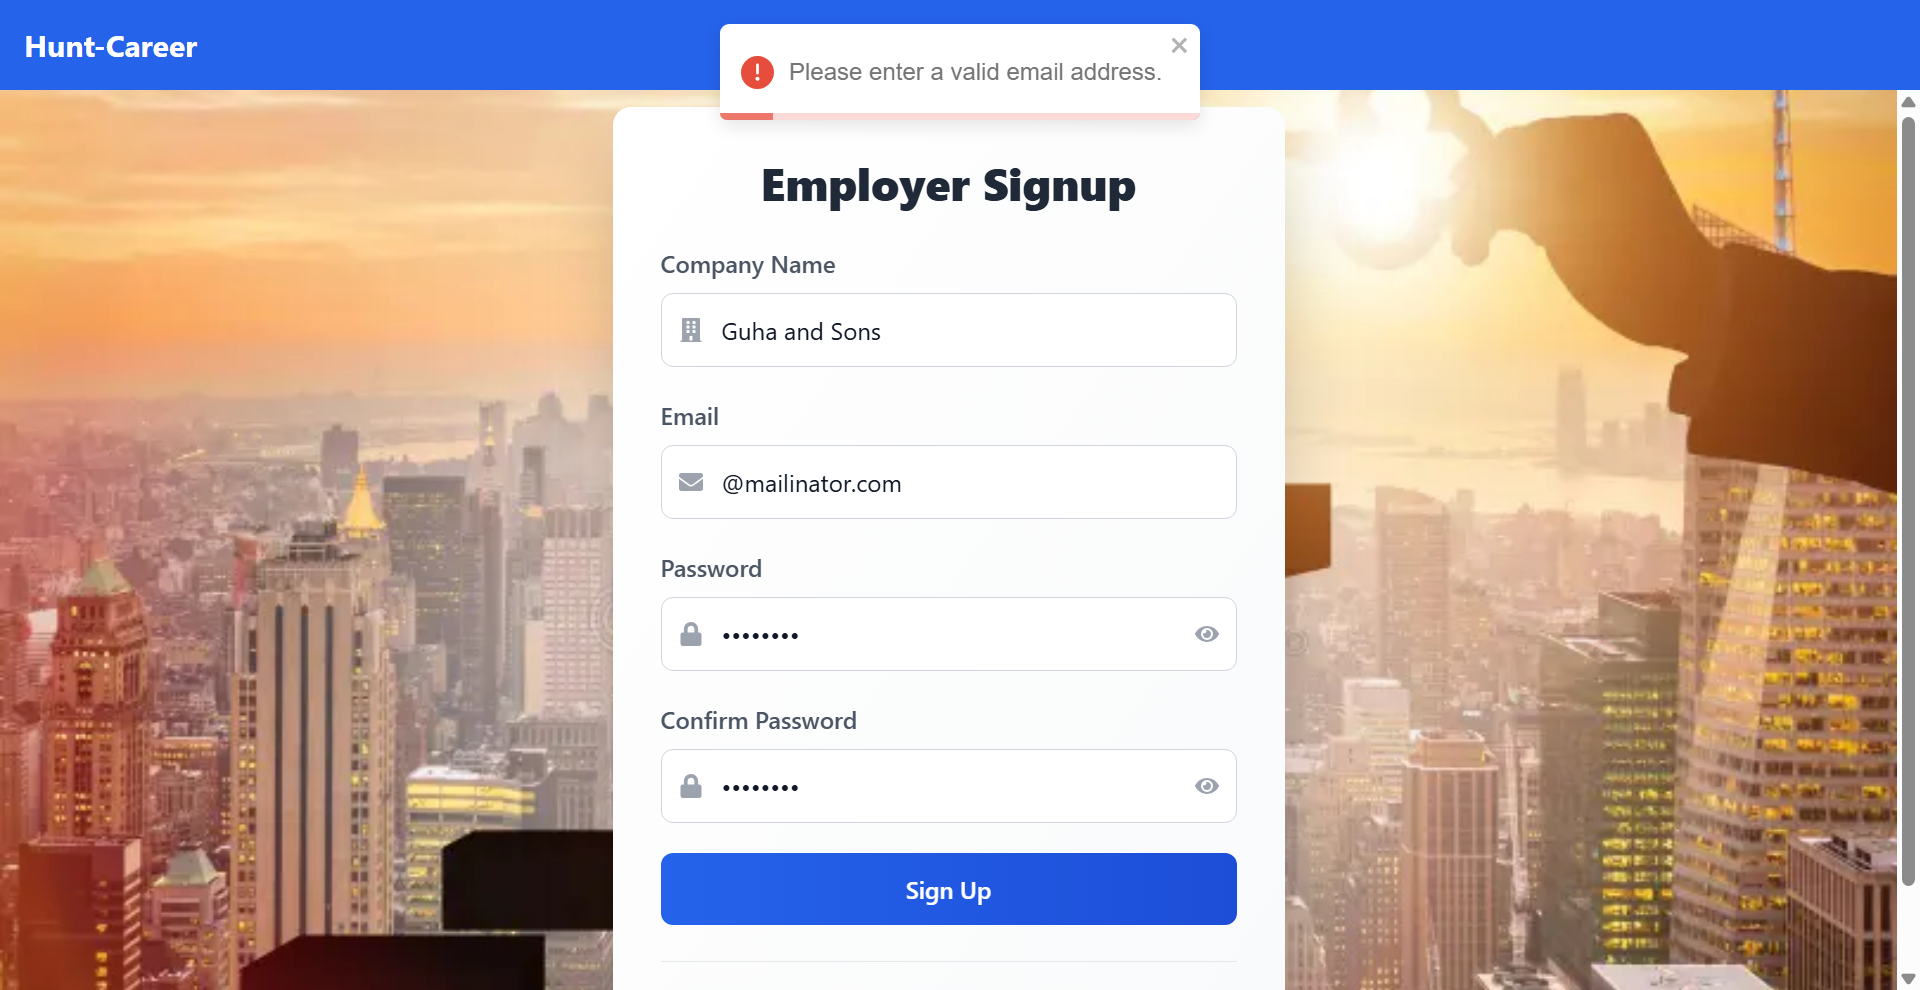 Hunt-Career
Please enter a valid email address.
Employer Signup
Company Name
Guha and Sons
Email
@mailinator.com
Password
••••••••
Confirm Password
••••••••
Sign Up